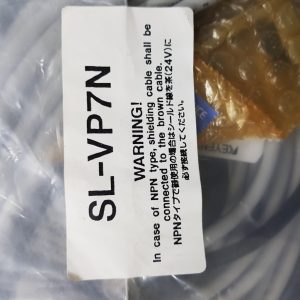 SL-VP7N
WARNING!
In case of NPN type, shielding cable shall be
connected to the brown cable.
NPNタイプで御使用の場合はシールド線を茶(24V)に
必ず接続してください。